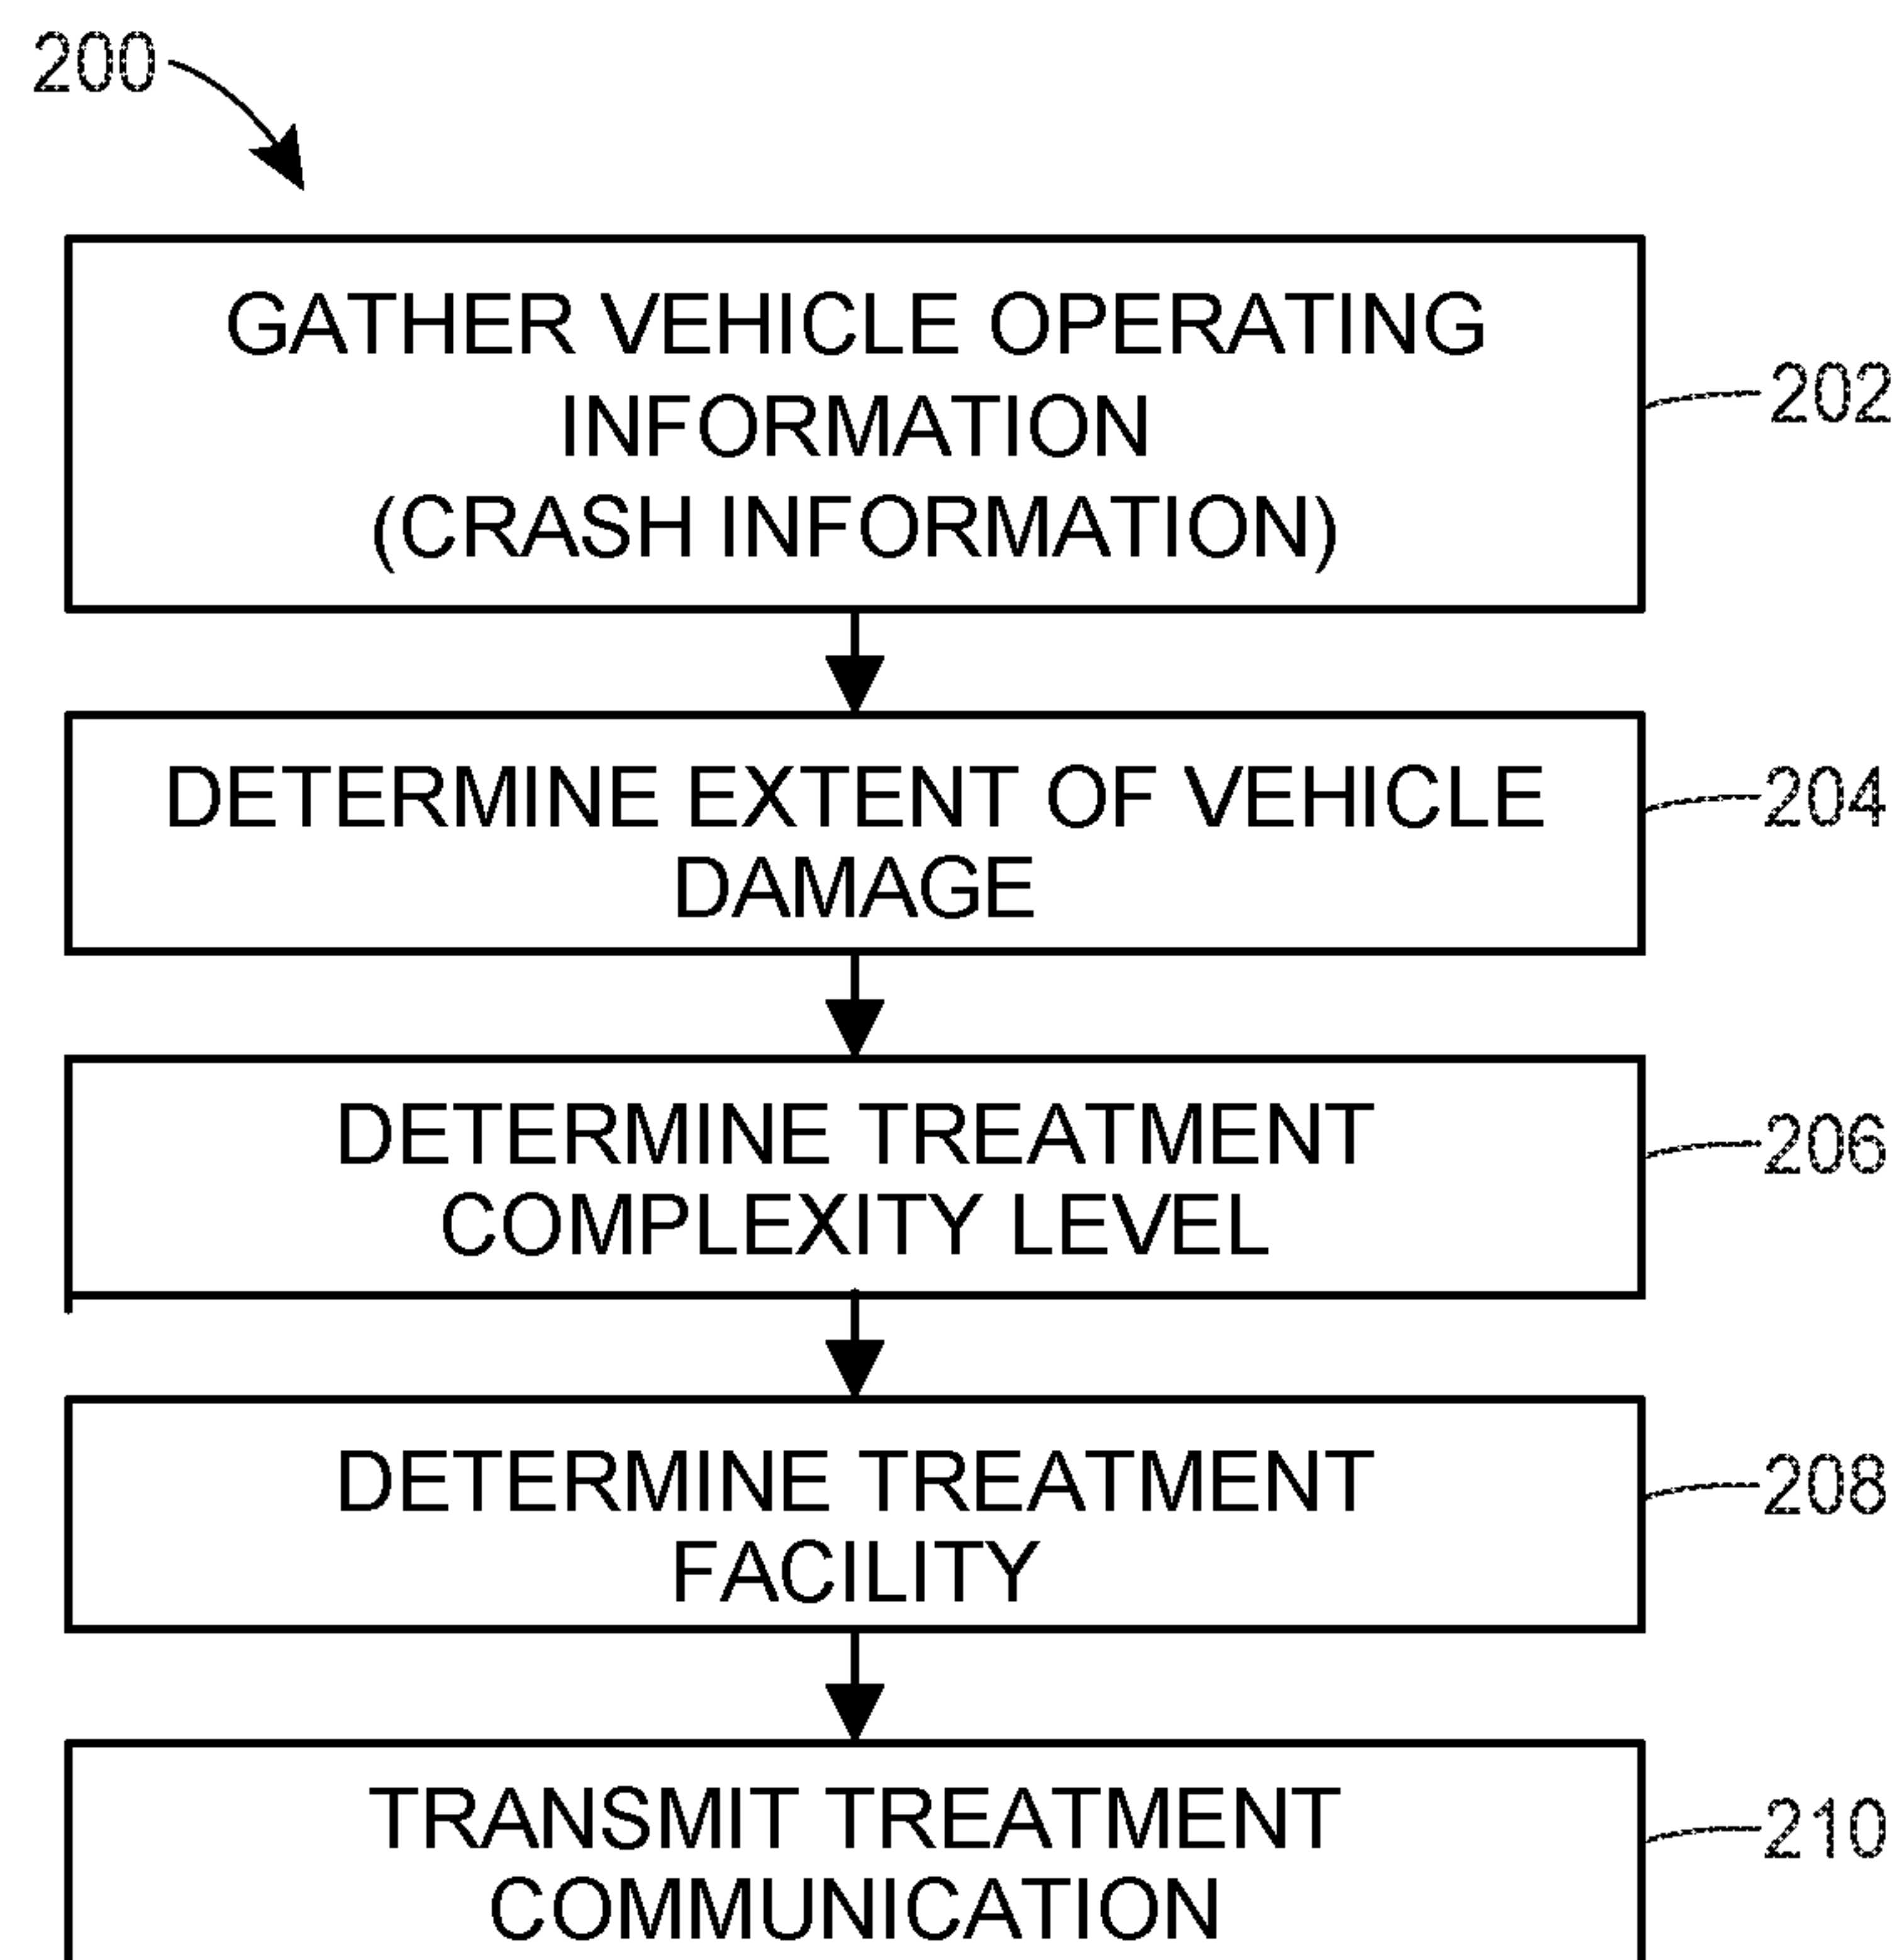 200
GATHER VEHICLE OPERATING
INFORMATION
(CRASH INFORMATION)
202
DETERMINE EXTENT OF VEHICLE
DAMAGE
204
DETERMINE TREATMENT
COMPLEXITY LEVEL
206
DETERMINE TREATMENT
FACILITY
208
TRANSMIT TREATMENT
COMMUNICATION
210